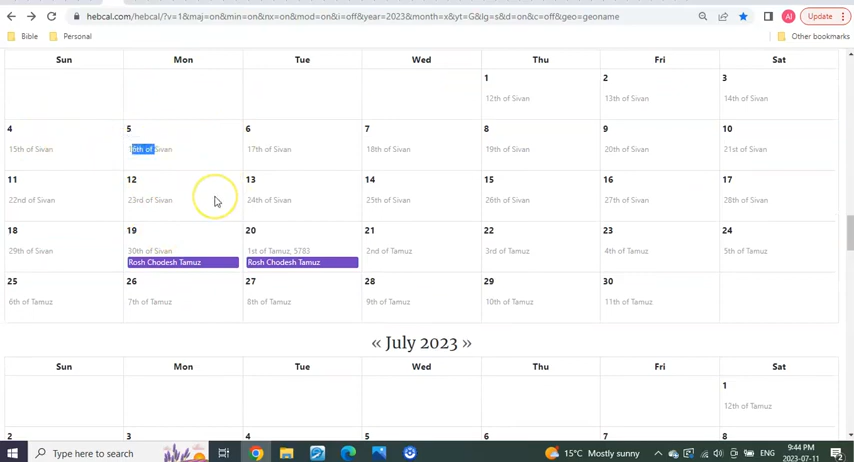 hebcal.com/hebcal/?v=1&maj=on&min=on&nx=on&mod=on&i=off&year=2023&month=x&yt=G&lg=s&d=on&c=off&geo=geoname
AI
Update
Bible
Personal
Other bookmarks
Sun Mon Tue Wed Thu Fri Sat
1 2 3
12th of Sivan 13th of Sivan 14th of Sivan
4 5 6 7 8 9 10
15th of Sivan 16th of Sivan 17th of Sivan 18th of Sivan 19th of Sivan 20th of Sivan 21st of Sivan
11 12 13 14 15 16 17
22nd of Sivan 23rd of Sivan 24th of Sivan 25th of Sivan 26th of Sivan 27th of Sivan 28th of Sivan
18 19 20 21 22 23 24
29th of Sivan 30th of Sivan 1st of Tamuz, 5783 2nd of Tamuz 3rd of Tamuz 4th of Tamuz 5th of Tamuz
Rosh Chodesh Tamuz Rosh Chodesh Tamuz
25 26 27 28 29 30
6th of Tamuz 7th of Tamuz 8th of Tamuz 9th of Tamuz 10th of Tamuz 11th of Tamuz
« July 2023 »
Sun Mon Tue Wed Thu Fri Sat
1
12th of Tamuz
2 3 4 5 6 7 8
Type here to search
15°C Mostly sunny
ENG
9:44 PM
2023-07-11
2